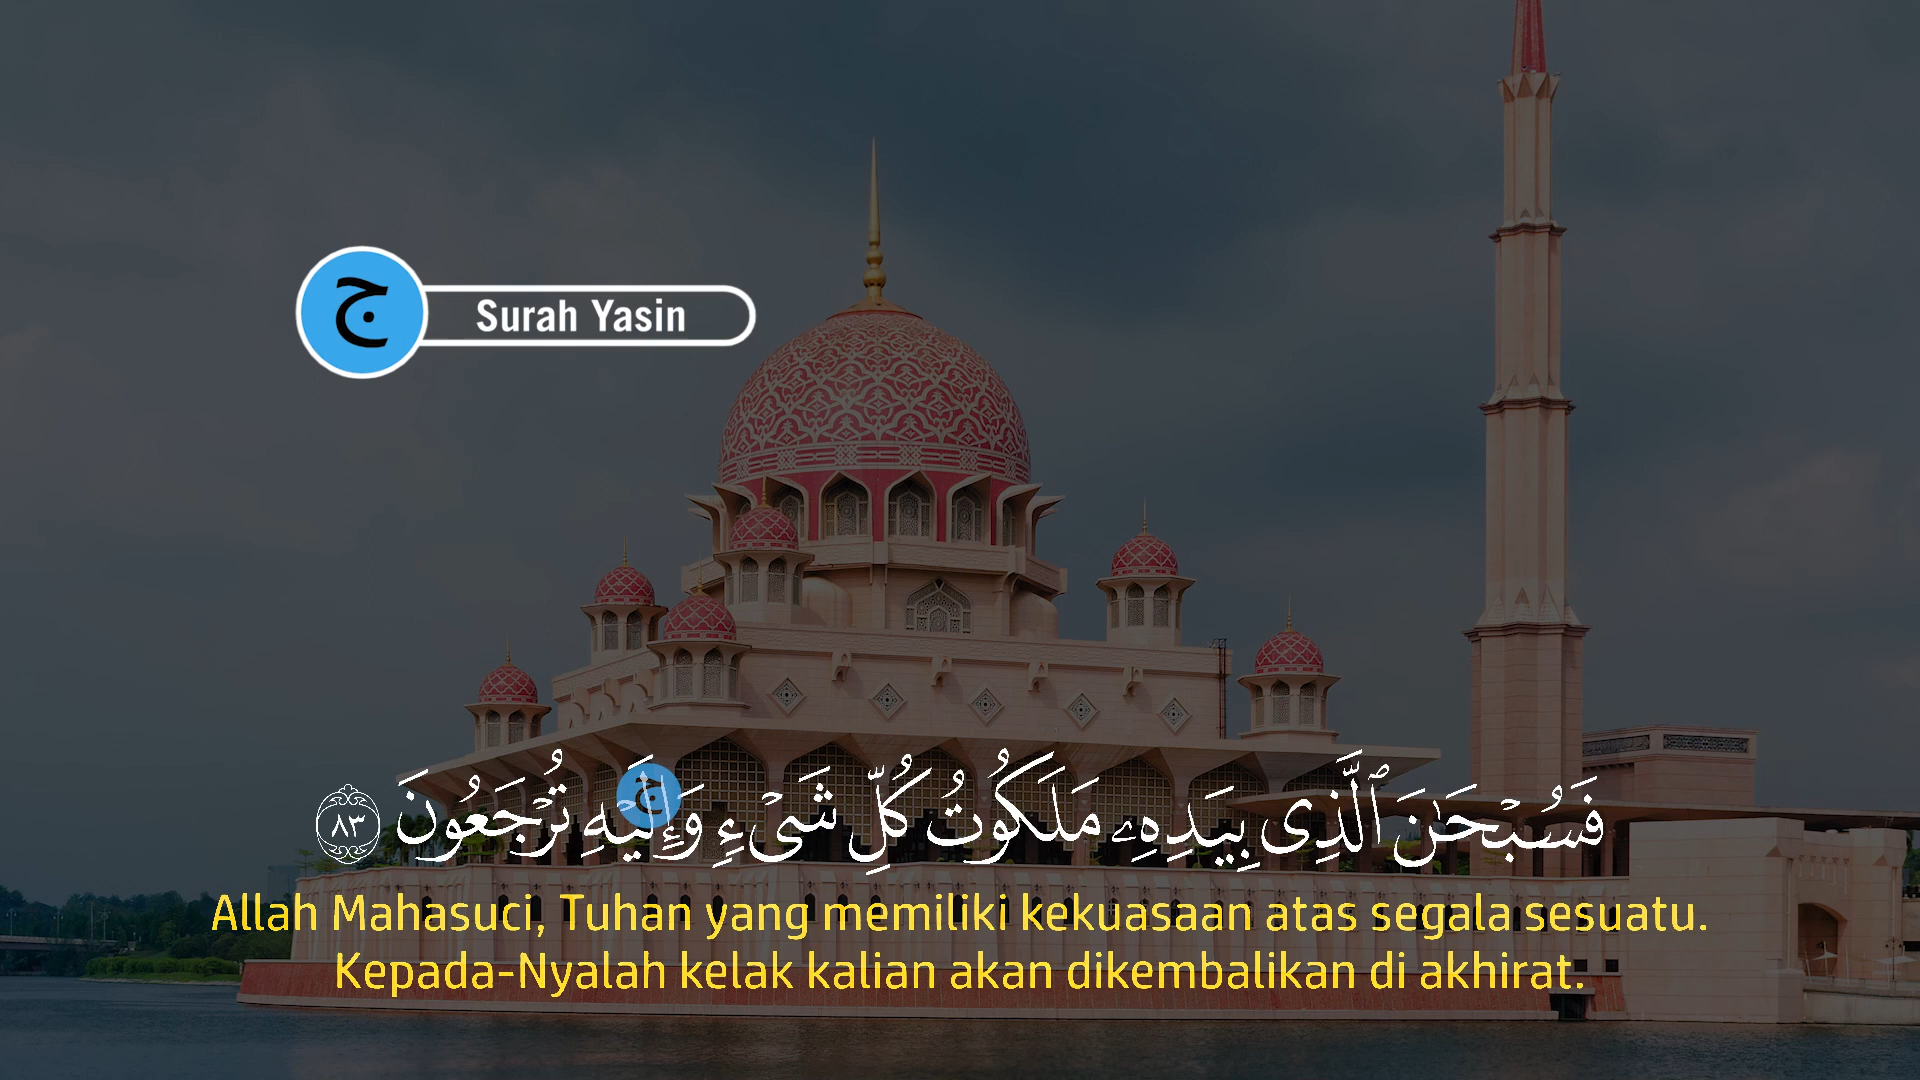 ج
Surah Yasin
فَسُبْحَـٰنَ ٱلَّذِى بِيَدِهِۦ مَلَكُوتُ كُلِّ شَىْءٍ وَإِلَيْهِ تُرْجَعُونَ ٨٣
ج
Allah Mahasuci, Tuhan yang memiliki kekuasaan atas segala sesuatu.
Kepada-Nyalah kelak kalian akan dikembalikan di akhirat.